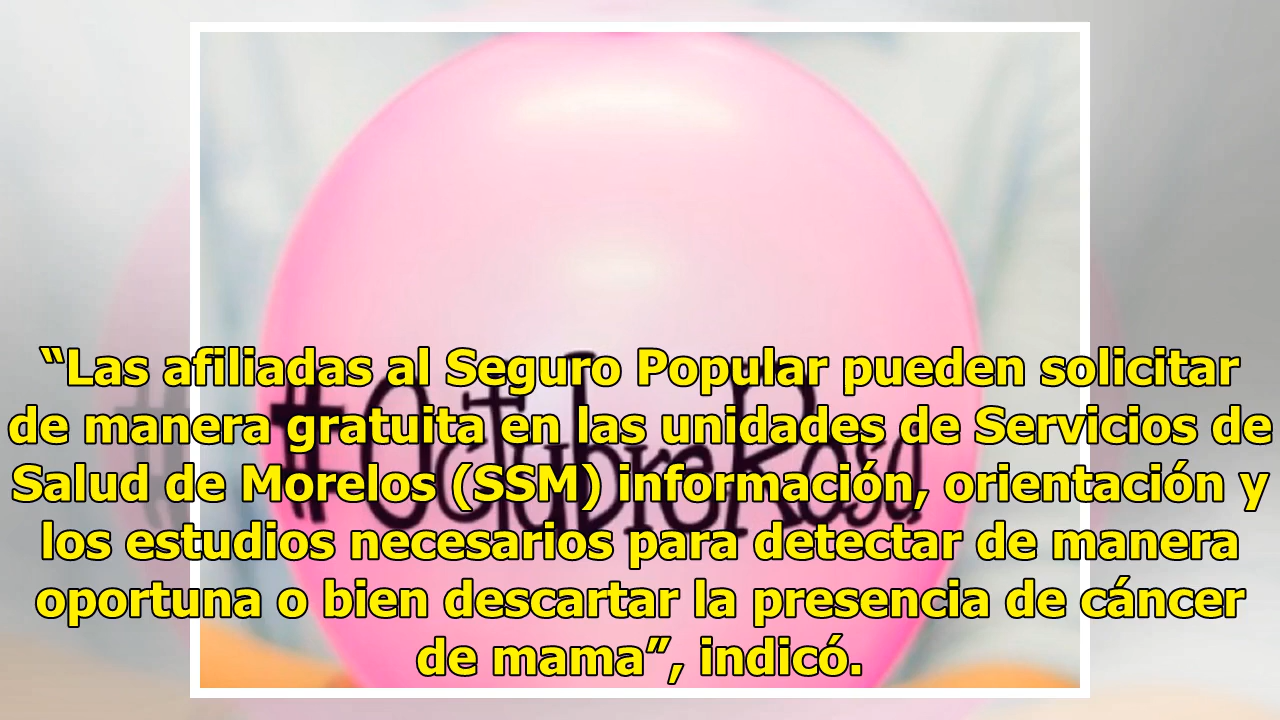 “Las afiliadas al Seguro Popular pueden solicitar
de manera gratuita en las unidades de Servicios de
Salud de Morelos (SSM) información, orientación y
los estudios necesarios para detectar de manera
oportuna o bien descartar la presencia de cáncer
de mama”, indicó.
#OctubreRosa